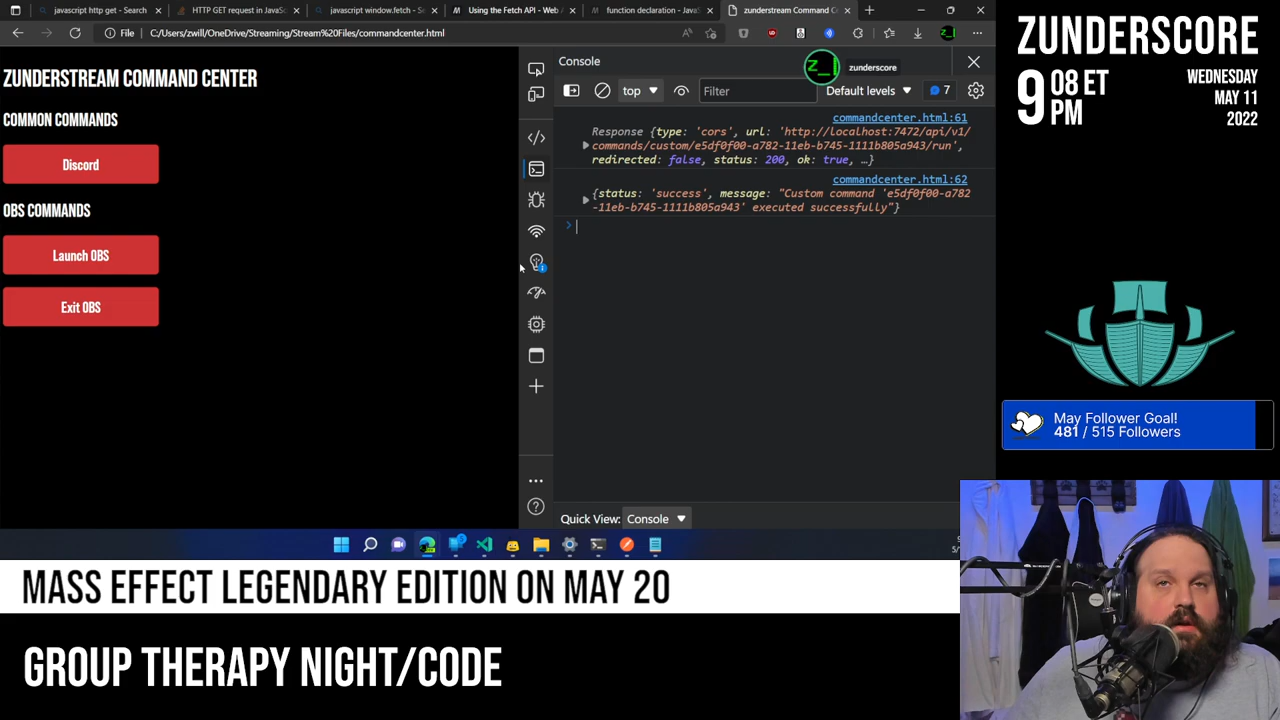 javascript http get - Search
HTTP GET request in JavaSc
javascript window.fetch - Se
Using the Fetch API - Web A
function declaration - JavaS
zunderstream Command C
File
C:/Users/zwill/OneDrive/Streaming/Stream%20Files/commandcenter.html
ZUNDERSTREAM COMMAND CENTER
COMMON COMMANDS
Discord
OBS COMMANDS
Launch OBS
Exit OBS
Console
zunderscore
top
Filter
Default levels
7
commandcenter.html:61
Response {type: 'cors', url: 'http://localhost:7472/api/v1/
commands/custom/e5df0f00-a782-11eb-b745-1111b805a943/run',
redirected: false, status: 200, ok: true, …}
commandcenter.html:62
{status: 'success', message: "Custom command 'e5df0f00-a782
-11eb-b745-1111b805a943' executed successfully"}
Quick View:
Console
ZUNDERSCORE
9 08 ET
PM
WEDNESDAY
MAY 11
2022
May Follower Goal!
481 / 515 Followers
MASS EFFECT LEGENDARY EDITION ON MAY 20
GROUP THERAPY NIGHT/CODE